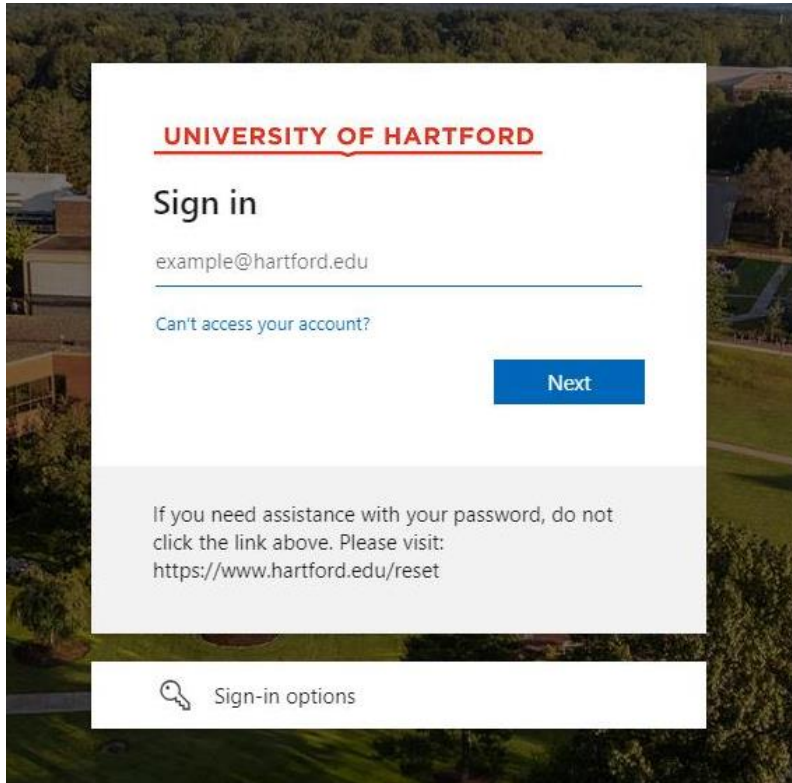 UNIVERSITY OF HARTFORD
Sign in
example@hartford.edu
Can't access your account?
Next
If you need assistance with your password, do not
click the link above. Please visit:
https://www.hartford.edu/reset
Sign-in options